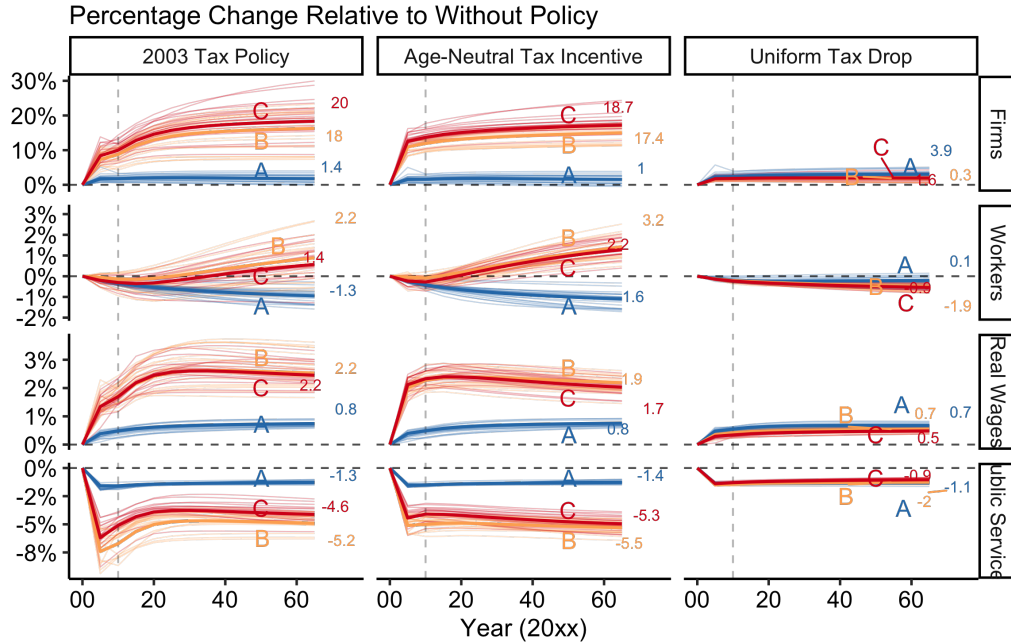 Percentage Change Relative to Without Policy
2003 Tax Policy
Age-Neutral Tax Incentive
Uniform Tax Drop
30%
20%
10%
0%
C
B
A
20
18
1.4
C
B
A
18.7
17.4
1
C
B
A
3.9
1.6
0.3
Firms
3%
2%
1%
0%
-1%
-2%
B
C
A
2.2
1.4
-1.3
B
C
A
3.2
2.2
1.6
A
B
C
0.1
-0.9
-1.9
Workers
3%
2%
1%
0%
B
C
A
2.2
2.2
0.8
B
C
A
1.9
1.7
0.8
A
B
C
0.7
0.7
0.5
Real Wages
0%
-2%
-5%
-8%
A
C
B
-1.3
-4.6
-5.2
A
C
B
-1.4
-5.3
-5.5
C
B
A
-0.9
-1.1
-2
ublic Service
00 20 40 60
00 20 40 60
00 20 40 60
Year (20xx)